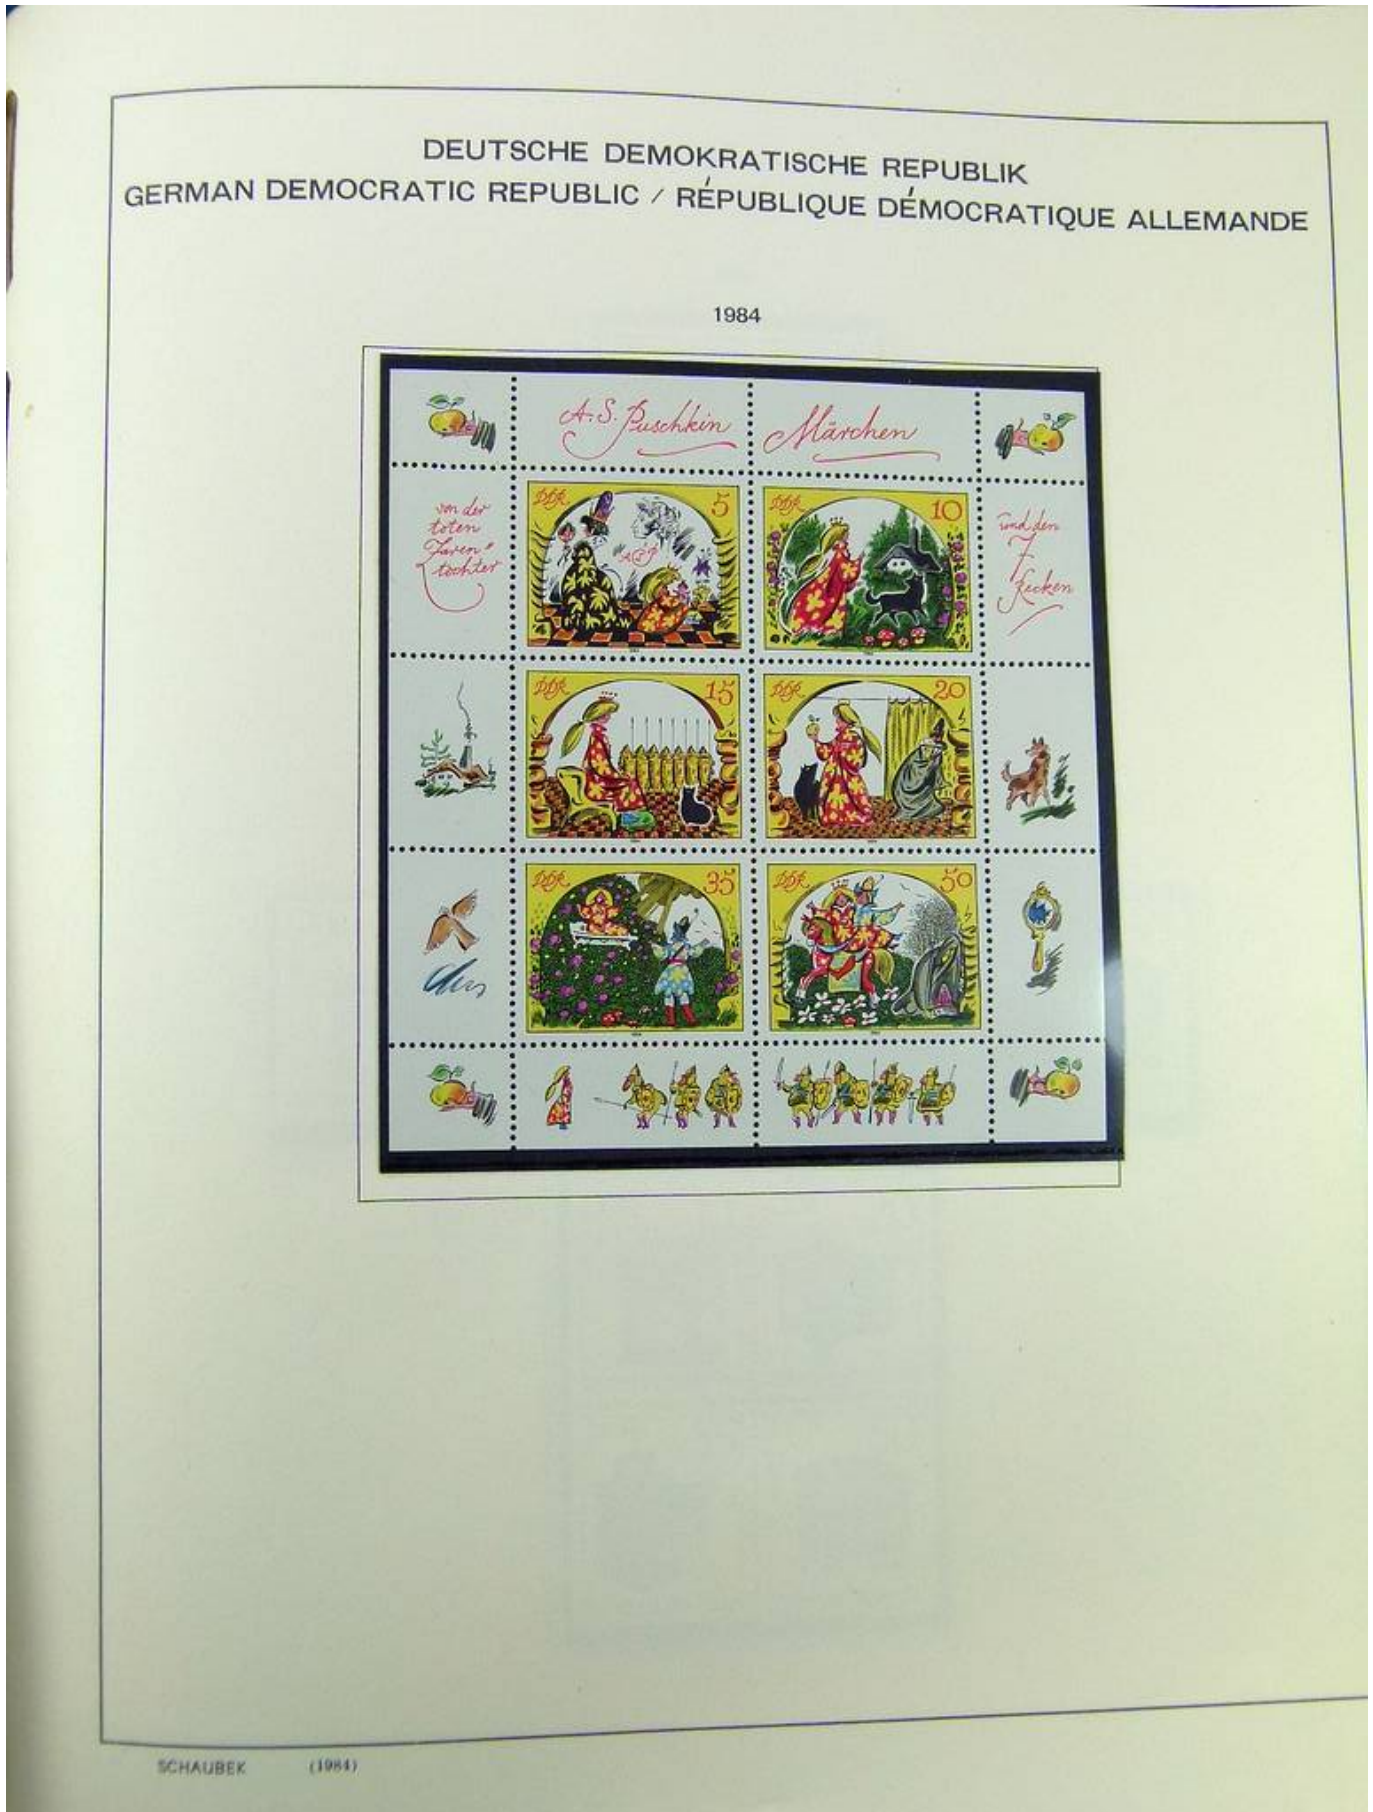 DEUTSCHE DEMOKRATISCHE REPUBLIK
GERMAN DEMOCRATIC REPUBLIC / RÉPUBLIQUE DÉMOCRATIQUE ALLEMANDE
1984
A. S. Puschkin Märchen
von der
toten
Zaren=
tochter
und den
7
Recken
DDR 5
DDR 10
DDR 15
DDR 20
DDR 35
DDR 50
SCHAUBEK (1984)